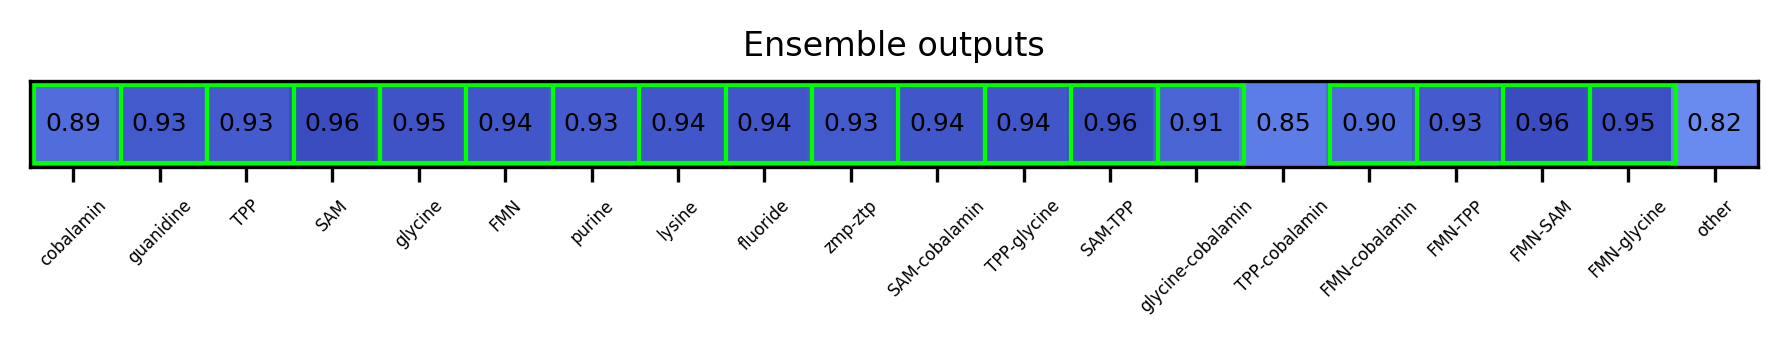 Ensemble outputs
0.89 0.93 0.93 0.96 0.95 0.94 0.93 0.94 0.94 0.93 0.94 0.94 0.96 0.91 0.85 0.90 0.93 0.96 0.95 0.82
cobalamin guanidine TPP SAM glycine FMN purine lysine fluoride zmp-ztp SAM-cobalamin TPP-glycine SAM-TPP glycine-cobalamin TPP-cobalamin FMN-cobalamin FMN-TPP FMN-SAM FMN-glycine other